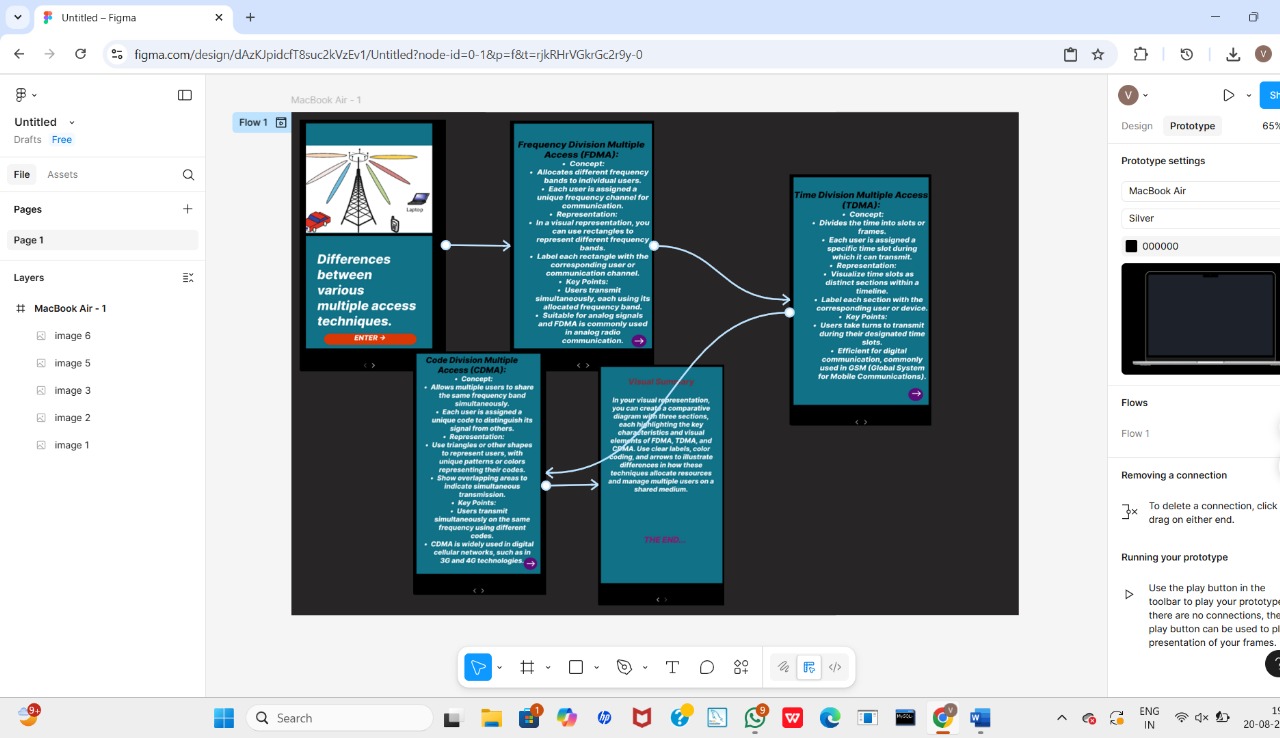 Untitled – Figma
figma.com/design/dAzKJpidcfT8suc2kVzEv1/Untitled?node-id=0-1&p=f&t=rjkRHrVGkrGc2r9y-0
V
Untitled
Drafts Free
File Assets
Pages
Page 1
Layers
MacBook Air - 1
image 6
image 5
image 3
image 2
image 1
MacBook Air - 1
Flow 1
Laptop
Differences
between
various
multiple access
techniques.
ENTER
Frequency Division Multiple
Access (FDMA):
• Concept:
• Allocates different frequency
bands to individual users.
• Each user is assigned a
unique frequency channel for
communication.
• Representation:
• In a visual representation, you
can use rectangles to
represent different frequency
bands.
• Label each rectangle with the
corresponding user or
communication channel.
• Key Points:
• Users transmit
simultaneously, each using its
allocated frequency band.
• Suitable for analog signals
and FDMA is commonly used
in analog radio
communication.
Time Division Multiple Access
(TDMA):
• Concept:
• Divides the time into slots or
frames.
• Each user is assigned a
specific time slot during
which it can transmit.
• Representation:
• Visualize time slots as
distinct sections within a
timeline.
• Label each section with the
corresponding user or device.
• Key Points:
• Users take turns to transmit
during their designated time
slots.
• Efficient for digital
communication, commonly
used in GSM (Global System
for Mobile Communications).
Code Division Multiple
Access (CDMA):
• Concept:
• Allows multiple users to share
the same frequency band
simultaneously.
• Each user is assigned a
unique code to distinguish its
signal from others.
• Representation:
• Use triangles or other shapes
to represent users, with
unique patterns or colors
representing their codes.
• Show overlapping areas to
indicate simultaneous
transmission.
• Key Points:
• Users transmit
simultaneously on the same
frequency using different
codes.
• CDMA is widely used in digital
cellular networks, such as in
3G and 4G technologies.
Visual Summary
In your visual representation,
you can create a comparative
diagram with three sections,
each highlighting the key
characteristics and visual
elements of FDMA, TDMA, and
CDMA. Use clear labels, color
coding, and arrows to illustrate
differences in how these
techniques allocate resources
and manage multiple users on a
shared medium.
THE END...
V
Sh
Design Prototype 65%
Prototype settings
MacBook Air
Silver
000000
Flows
Flow 1
Removing a connection
To delete a connection, click
drag on either end.
Running your prototype
Use the play button in the
toolbar to play your prototype
there are no connections, the
play button can be used to pl
presentation of your frames.
?
9+
Search
1
hp
9
W
MySQL
V
W
ENG
IN
19
20-08-2